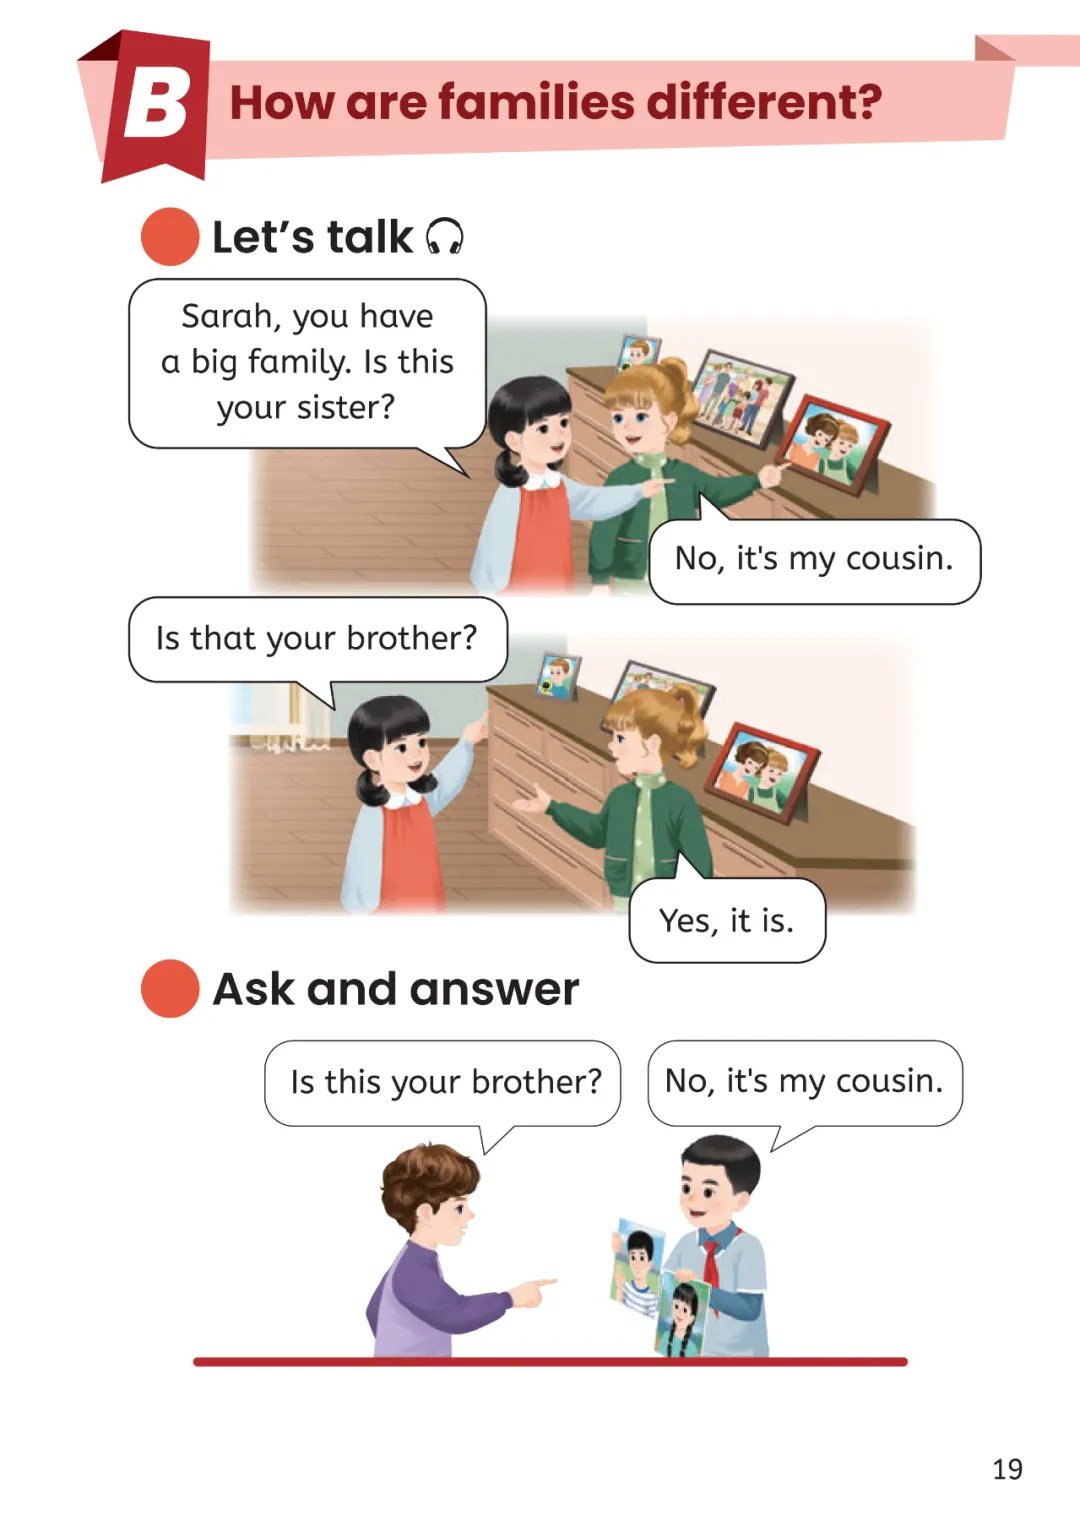 B
How are families different?
Let's talk
Sarah, you have
a big family. Is this
your sister?
No, it's my cousin.
Is that your brother?
Yes, it is.
Ask and answer
Is this your brother?
No, it's my cousin.
19